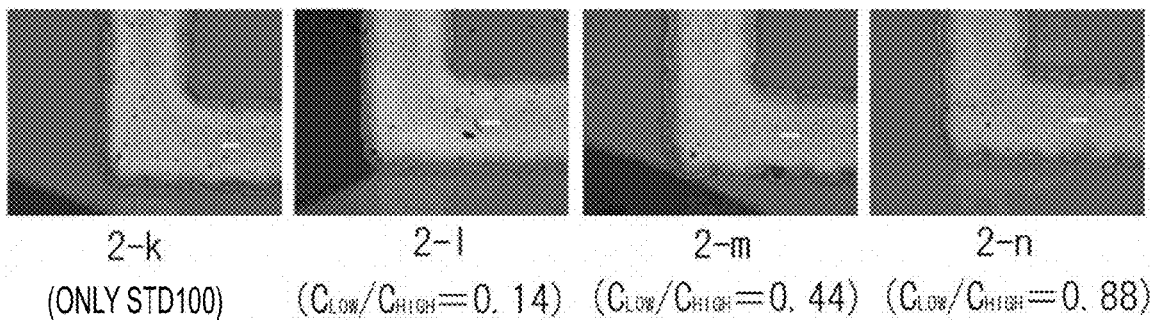 2-k 2-l 2-m 2-n
(ONLY STD100) (CLOW/CHIGH=0.14) (CLOW/CHIGH=0.44) (CLOW/CHIGH=0.88)